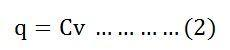 q = Cv … … … … (2)